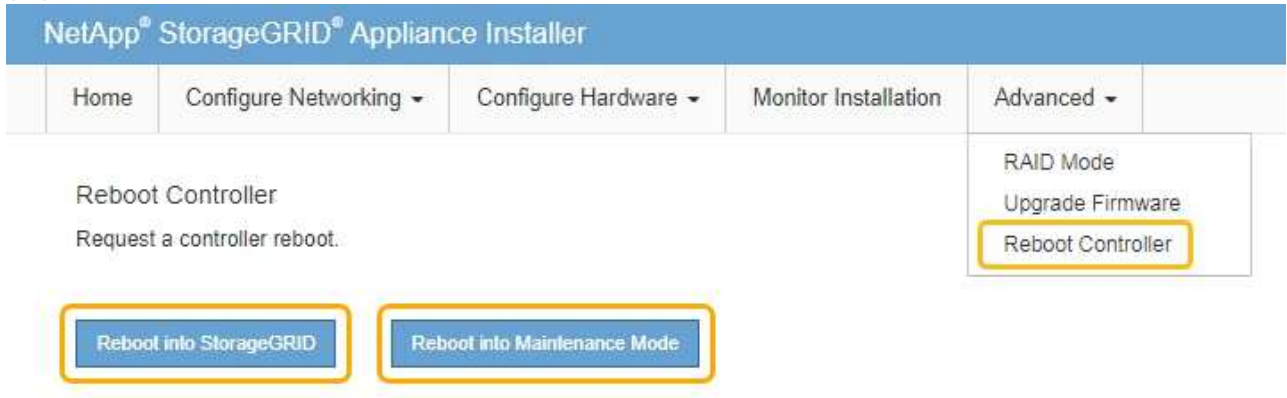 NetApp® StorageGRID® Appliance Installer
Home Configure Networking Configure Hardware Monitor Installation Advanced
RAID Mode
Upgrade Firmware
Reboot Controller
Reboot Controller
Request a controller reboot.
Reboot into StorageGRID Reboot into Maintenance Mode